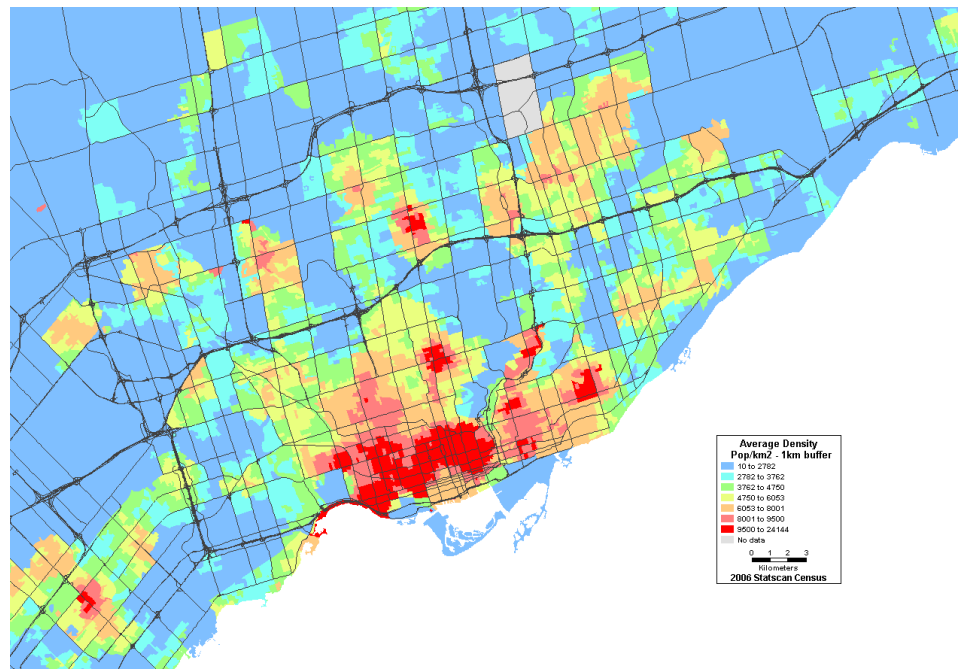 Average Density
Pop/km2 - 1km buffer
10 to 2782
2782 to 3762
3762 to 4750
4750 to 6053
6053 to 8001
8001 to 9500
9500 to 24144
No data
0 1 2 3
Kilometers
2006 Statscan Census